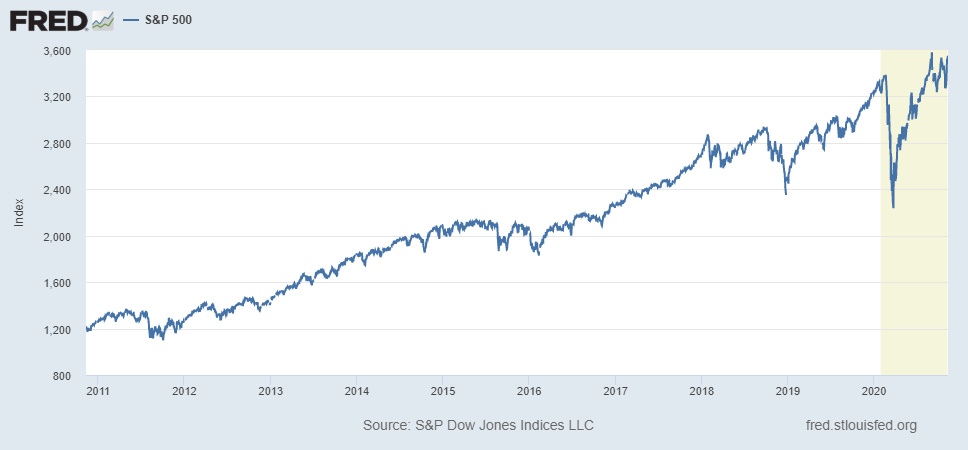 FRED
S&P 500
3,600
3,200
2,800
2,400
2,000
1,600
1,200
800
Index
2011 2012 2013 2014 2015 2016 2017 2018 2019 2020
Source: S&P Dow Jones Indices LLC
fred.stlouisfed.org